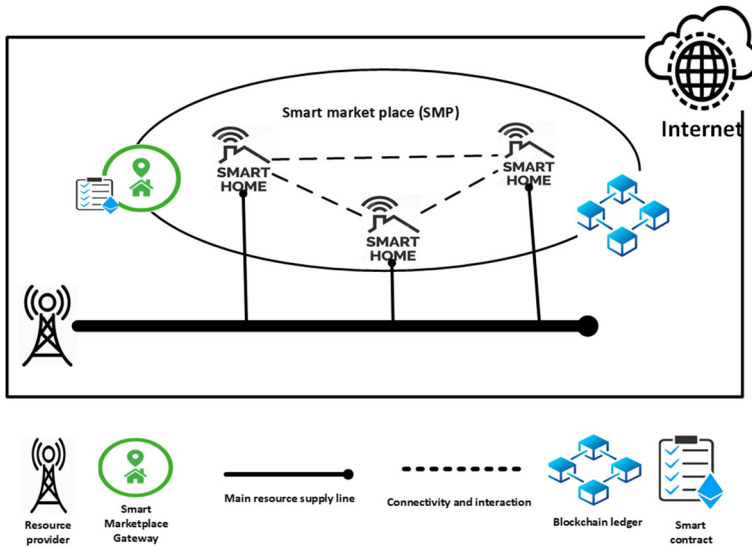 Internet
Smart market place (SMP)
SMART
HOME
SMART
HOME
SMART
HOME
Resource
provider
Smart
Marketplace
Gateway
Main resource supply line
Connectivity and interaction
Blockchain ledger
Smart
contract